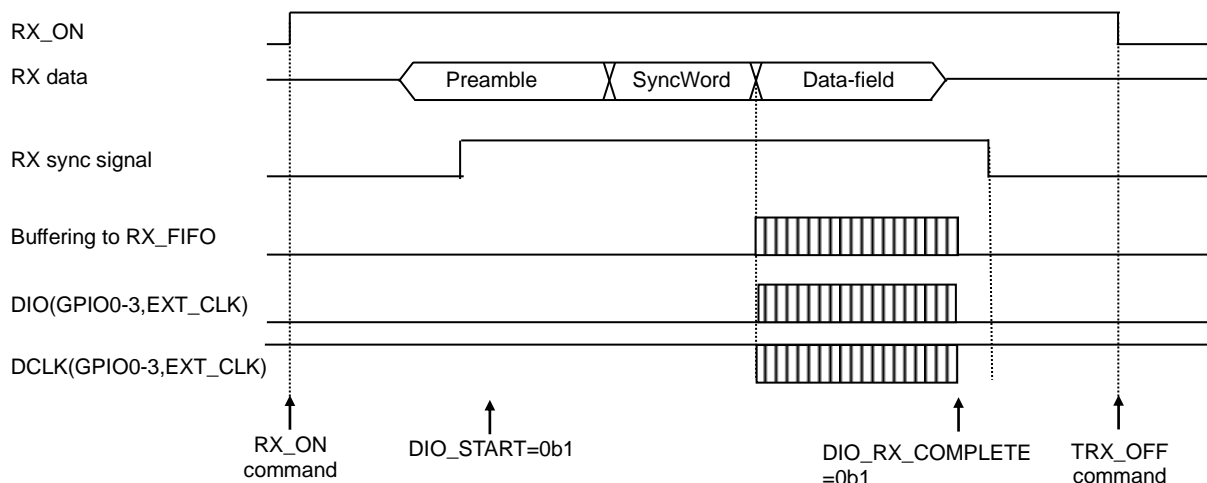 RX_ON
RX data
Preamble
SyncWord
Data-field
RX sync signal
Buffering to RX_FIFO
DIO(GPIO0-3,EXT_CLK)
DCLK(GPIO0-3,EXT_CLK)
RX_ON
command
DIO_START=0b1
DIO_RX_COMPLETE
=0b1
TRX_OFF
command